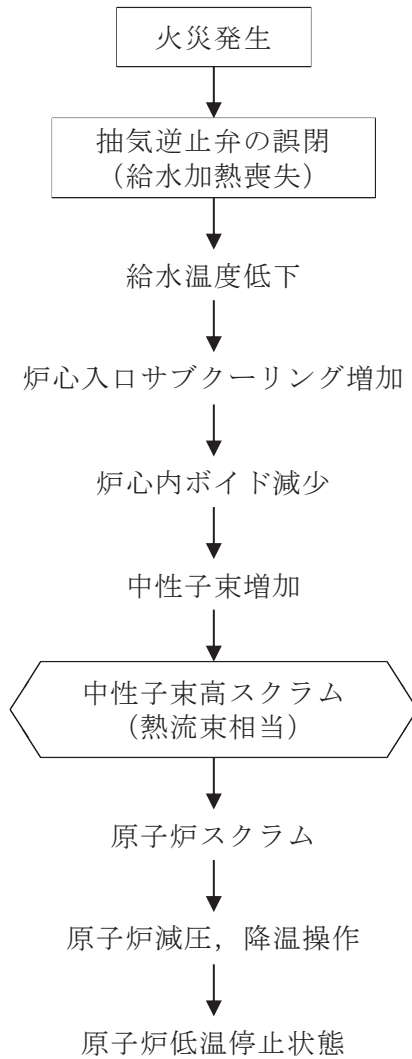 火災発生
抽気逆止弁の誤閉
（給水加熱喪失）
給水温度低下
炉心入口サブクーリング増加
炉心内ボイド減少
中性子束増加
中性子束高スクラム
（熱流束相当）
原子炉スクラム
原子炉減圧，降温操作
原子炉低温停止状態